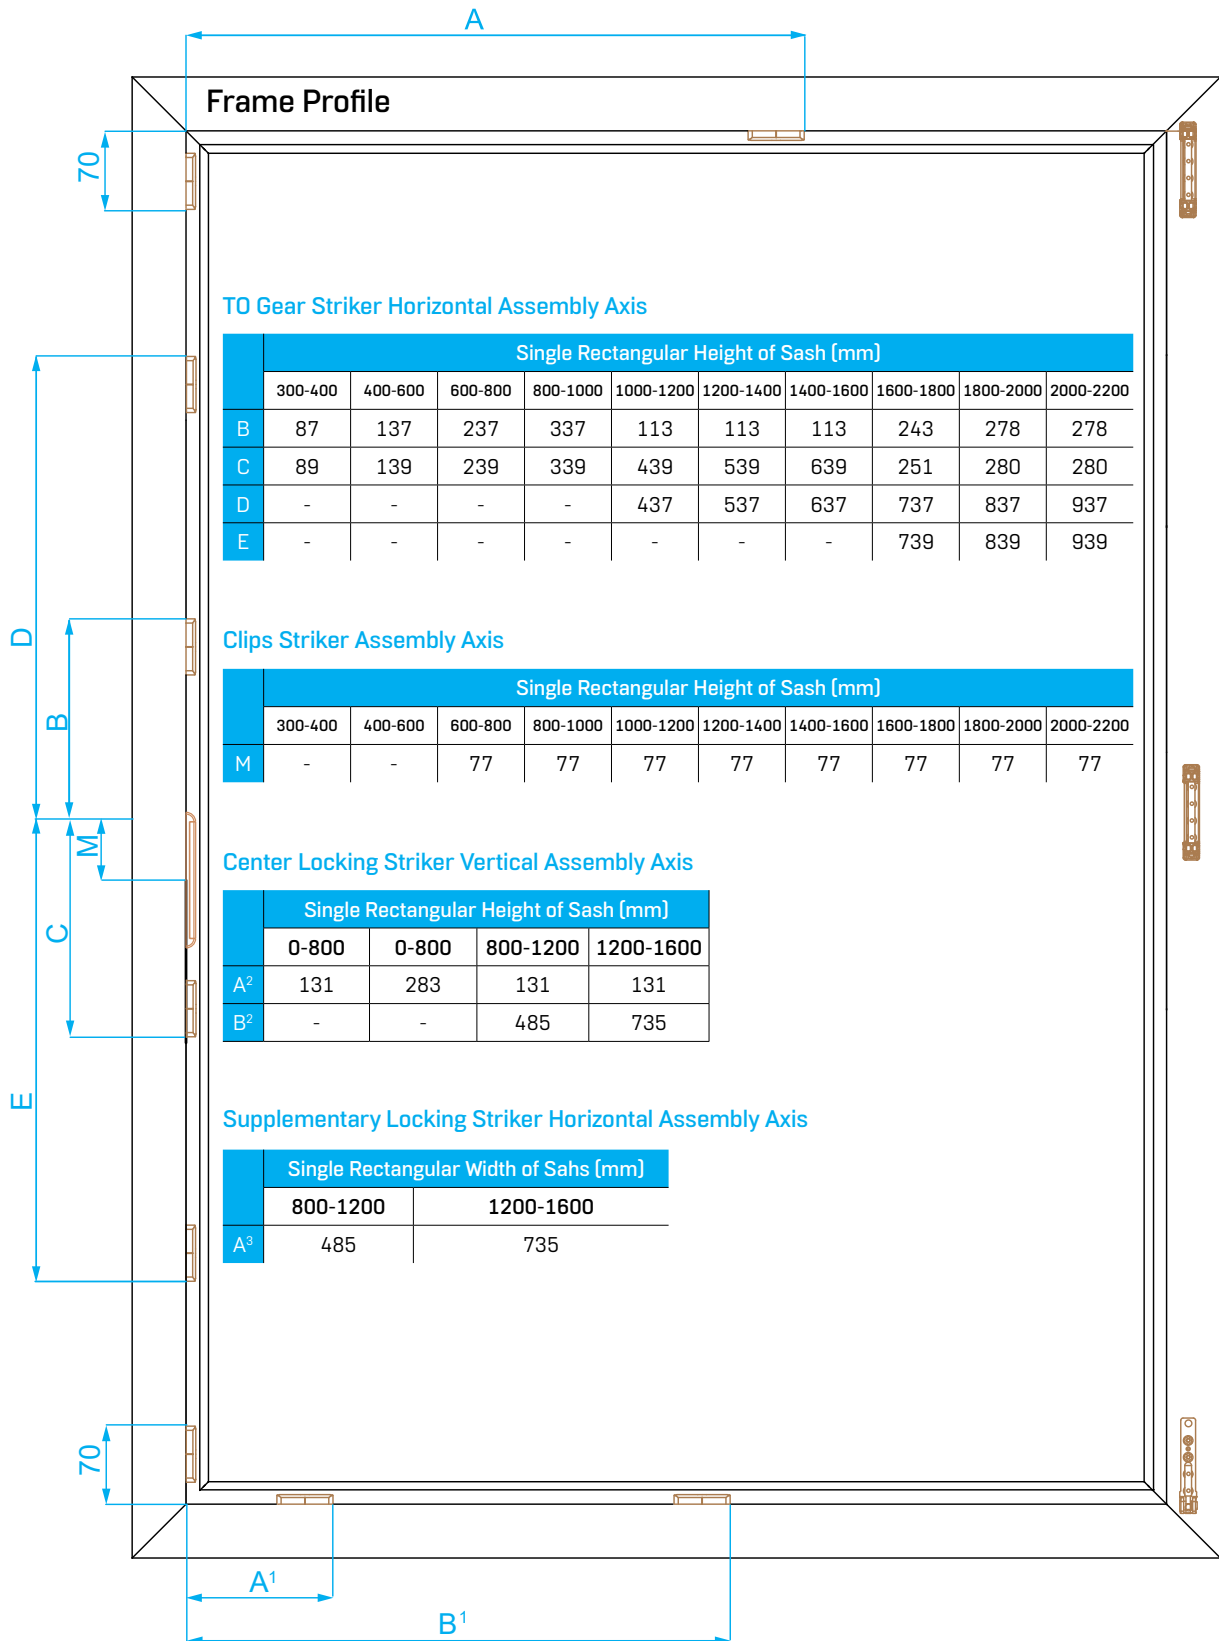 A
Frame Profile
70
TO Gear Striker Horizontal Assembly Axis
Single Rectangular Height of Sash (mm)
300-400 400-600 600-800 800-1000 1000-1200 1200-1400 1400-1600 1600-1800 1800-2000 2000-2200
B 87 137 237 337 113 113 113 243 278 278
C 89 139 239 339 439 539 639 251 280 280
D - - - - 437 537 637 737 837 937
E - - - - - - - 739 839 939
D
B
Clips Striker Assembly Axis
Single Rectangular Height of Sash (mm)
300-400 400-600 600-800 800-1000 1000-1200 1200-1400 1400-1600 1600-1800 1800-2000 2000-2200
M - - 77 77 77 77 77 77 77 77
M
C
E
Center Locking Striker Vertical Assembly Axis
Single Rectangular Height of Sash (mm)
0-800 0-800 800-1200 1200-1600
A² 131 283 131 131
B² - - 485 735
Supplementary Locking Striker Horizontal Assembly Axis
Single Rectangular Width of Sahs (mm)
800-1200 1200-1600
A³ 485 735
70
A¹
B¹